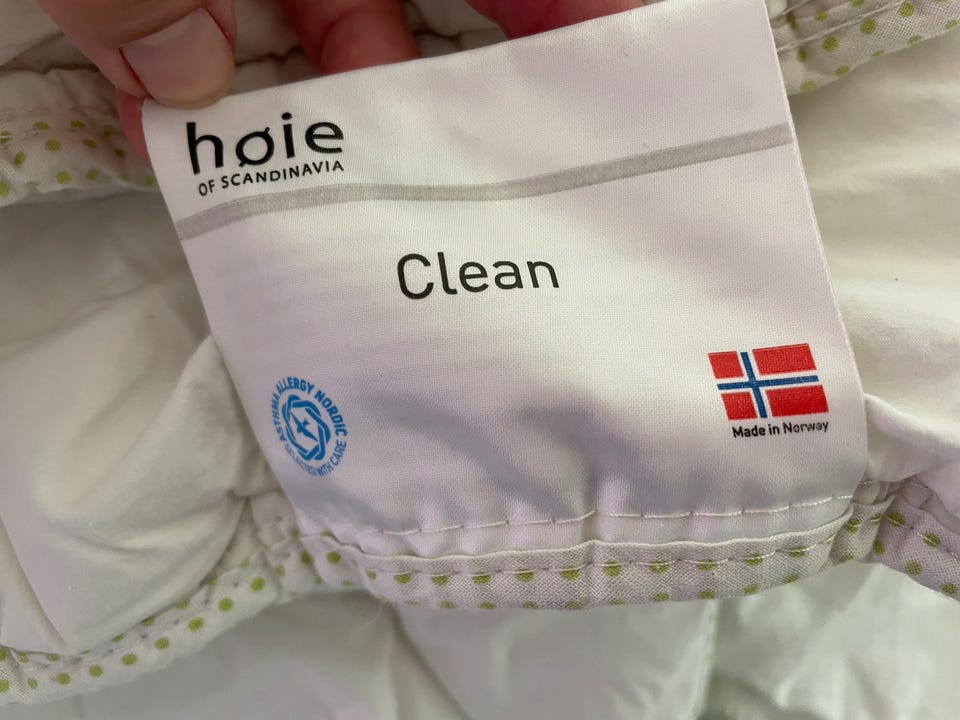 høie
OF SCANDINAVIA
Clean
ASTHMA ALLERGY NORDIC
SELECTED WITH CARE
Made in Norway